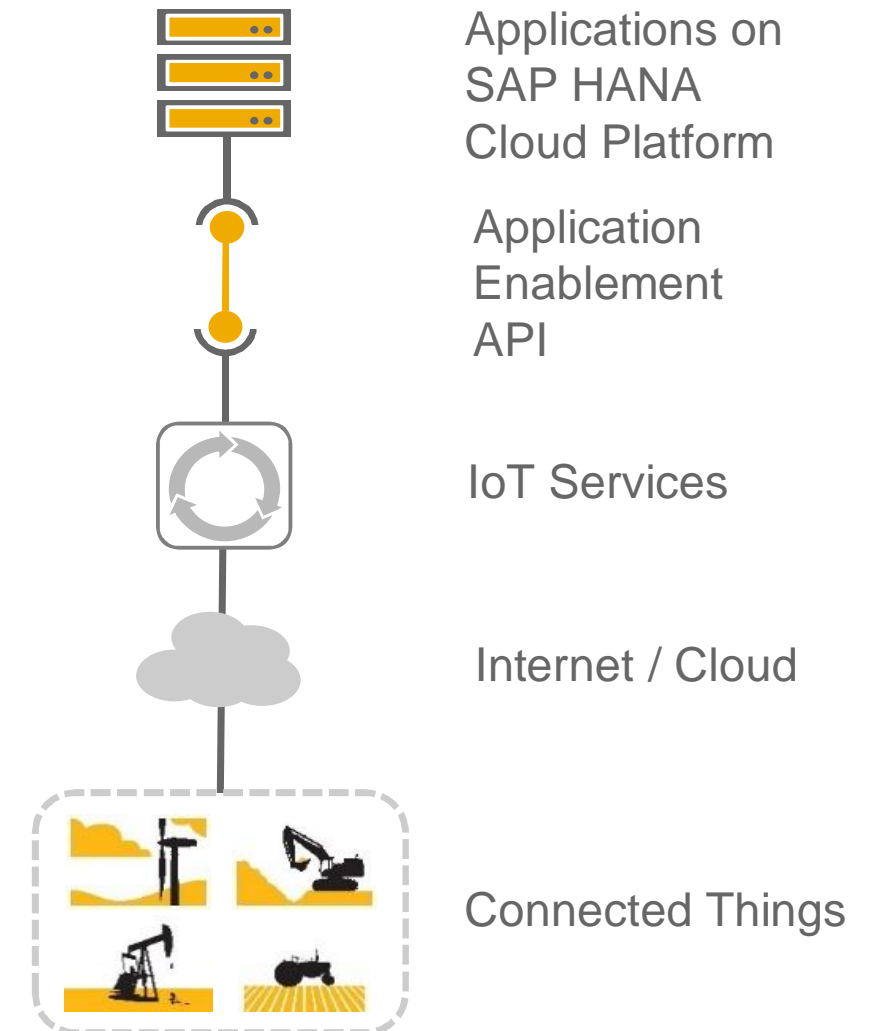 Applications on
SAP HANA
Cloud Platform
Application
Enablement
API
IoT Services
Internet / Cloud
Connected Things